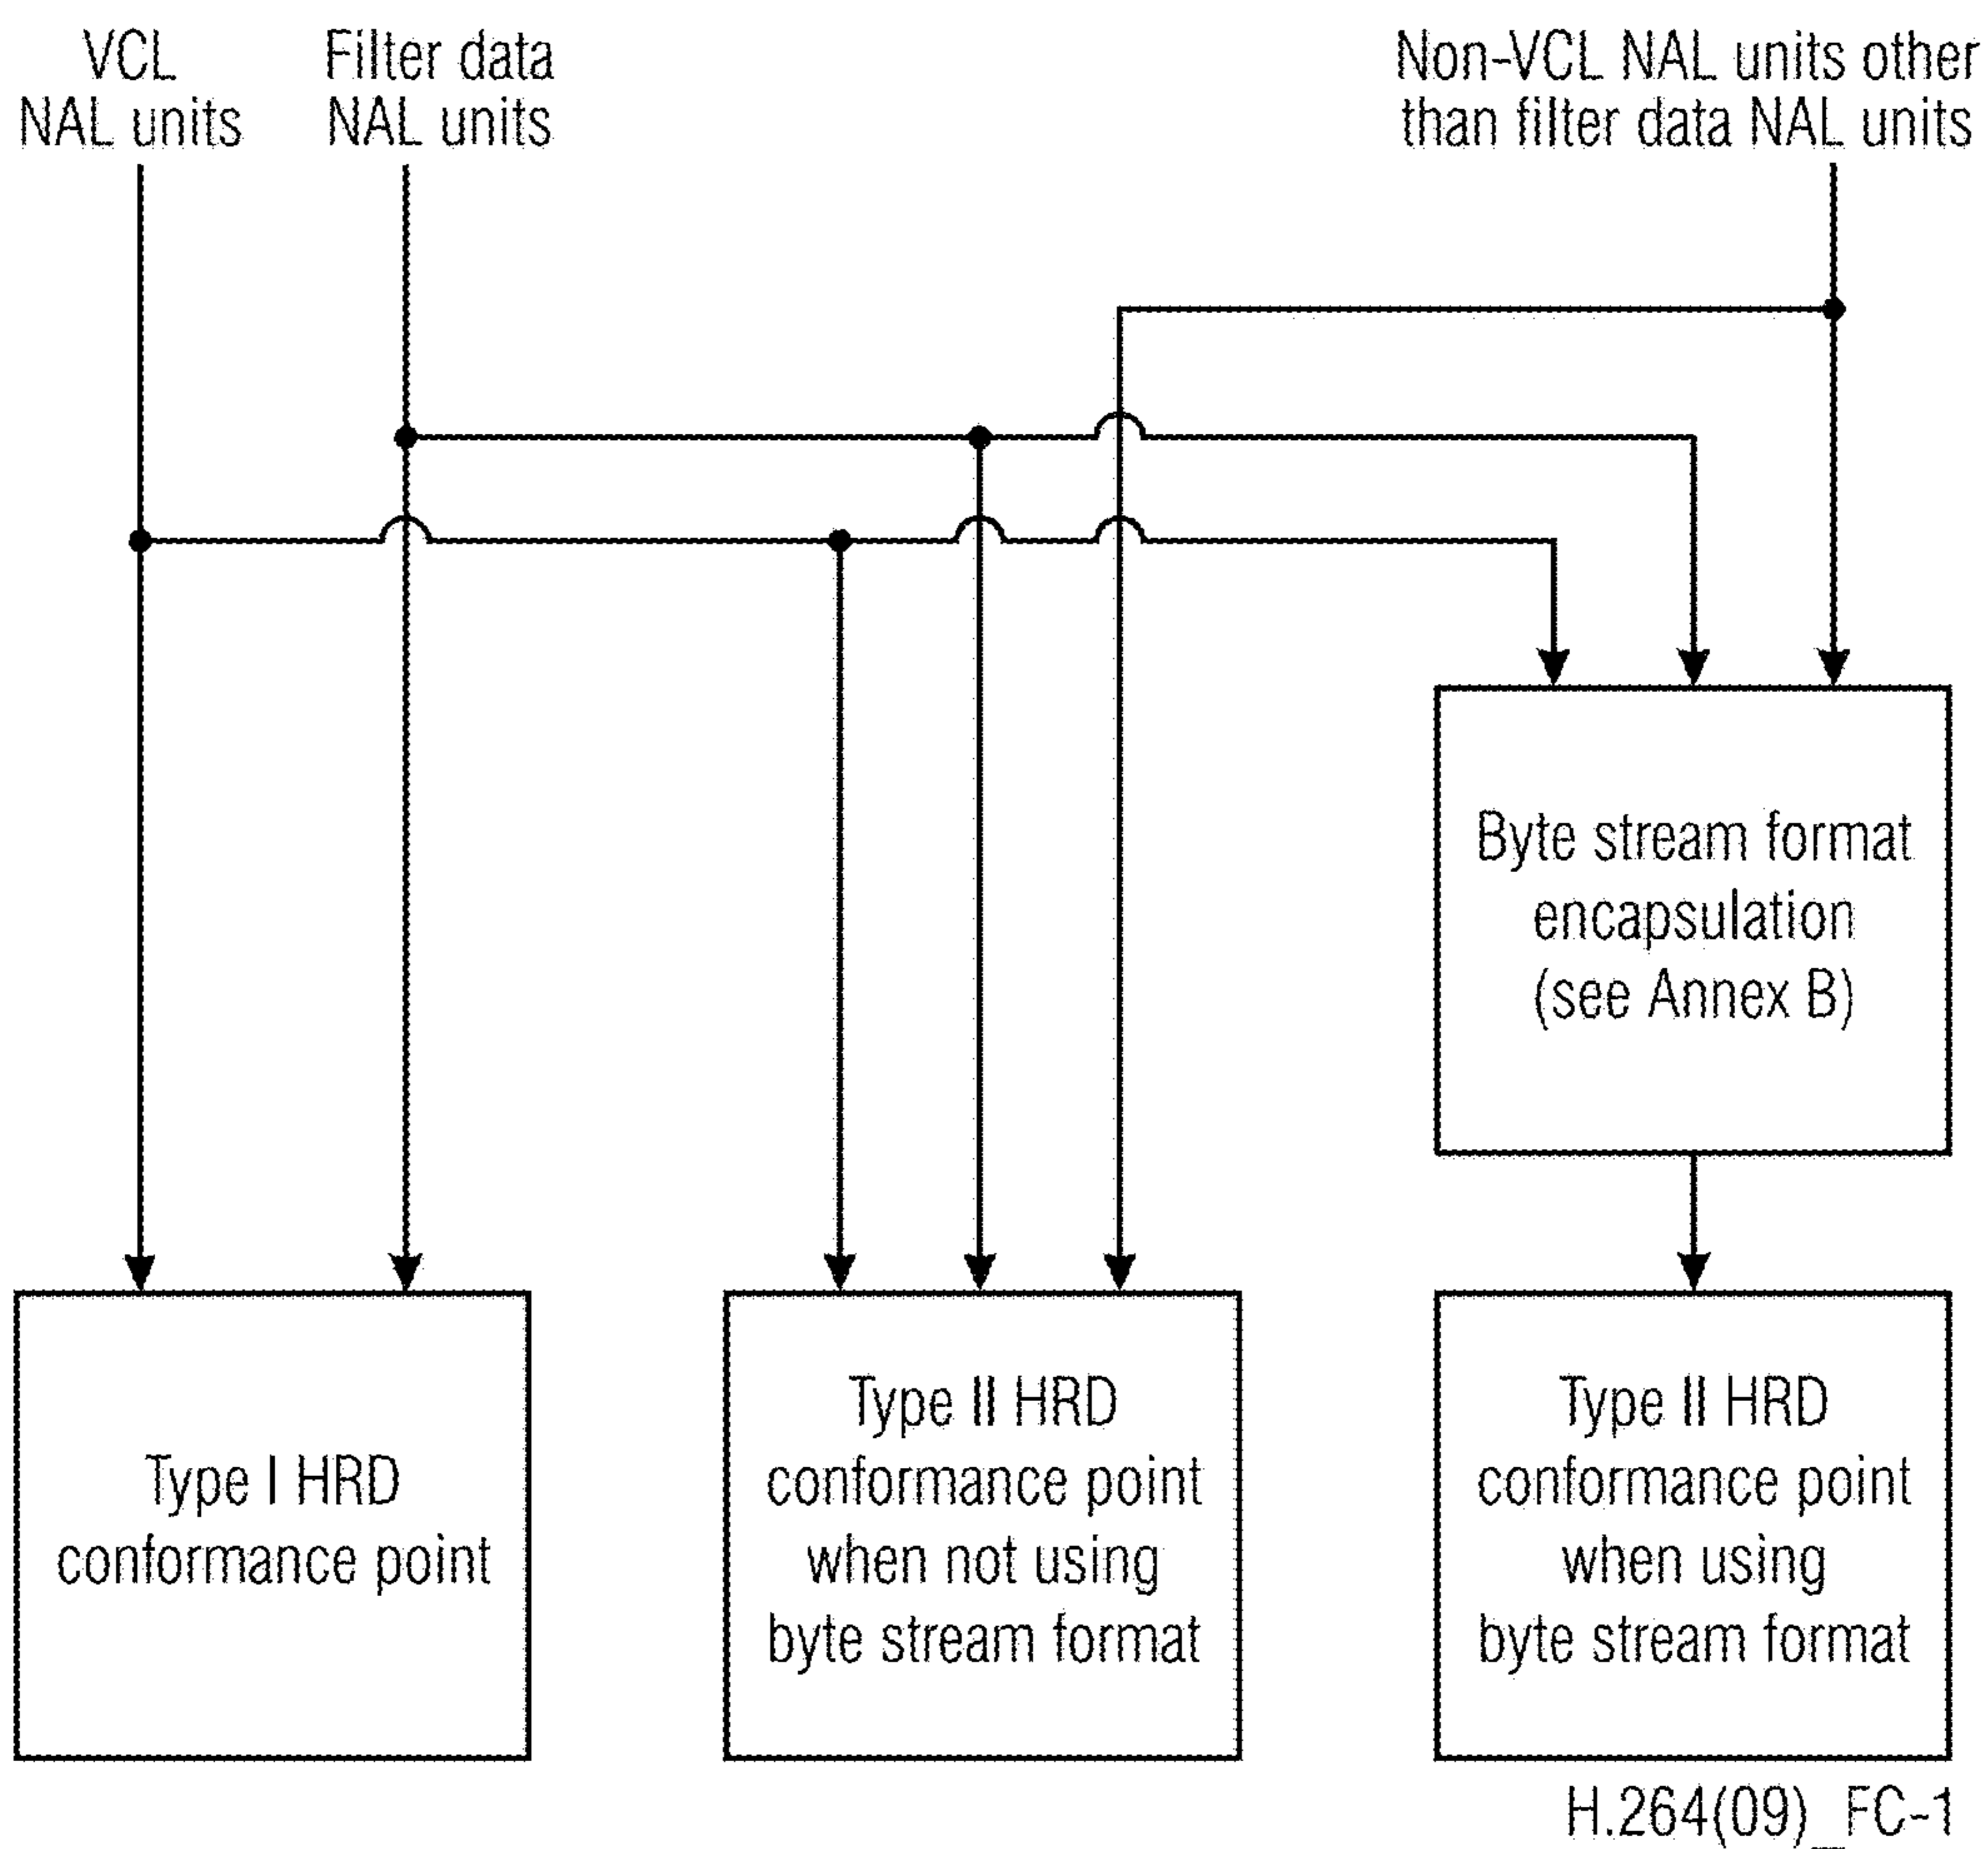 VCL
NAL units
Filter data
NAL units
Non-VCL NAL units other
than filter data NAL units
Byte stream format
encapsulation
(see Annex B)
Type I HRD
conformance point
Type II HRD
conformance point
when not using
byte stream format
Type II HRD
conformance point
when using
byte stream format
H.264(09)_FC-1